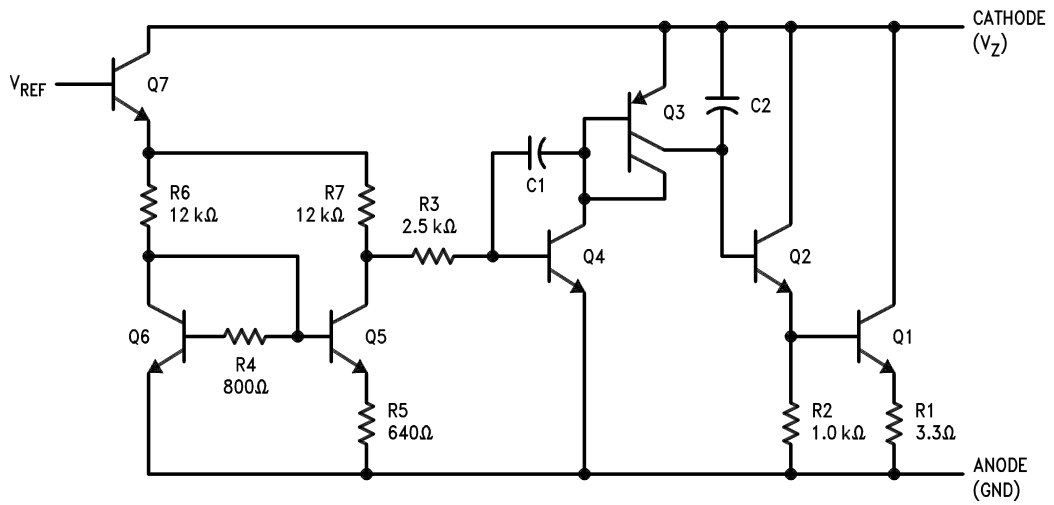 CATHODE
(VZ)
VREF
Q7
Q3
C2
C1
R6
12 kΩ
R7
12 kΩ
R3
2.5 kΩ
Q4
Q2
Q6
R4
800Ω
Q5
Q1
R5
640Ω
R2
1.0 kΩ
R1
3.3Ω
ANODE
(GND)